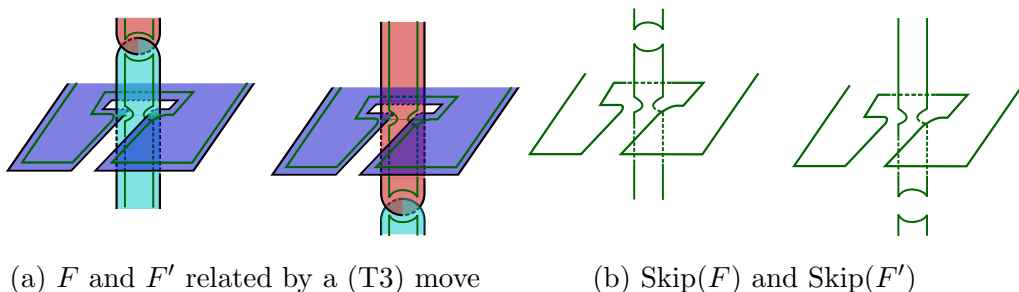 (a) F and F′ related by a (T3) move
(b) Skip(F) and Skip(F′)